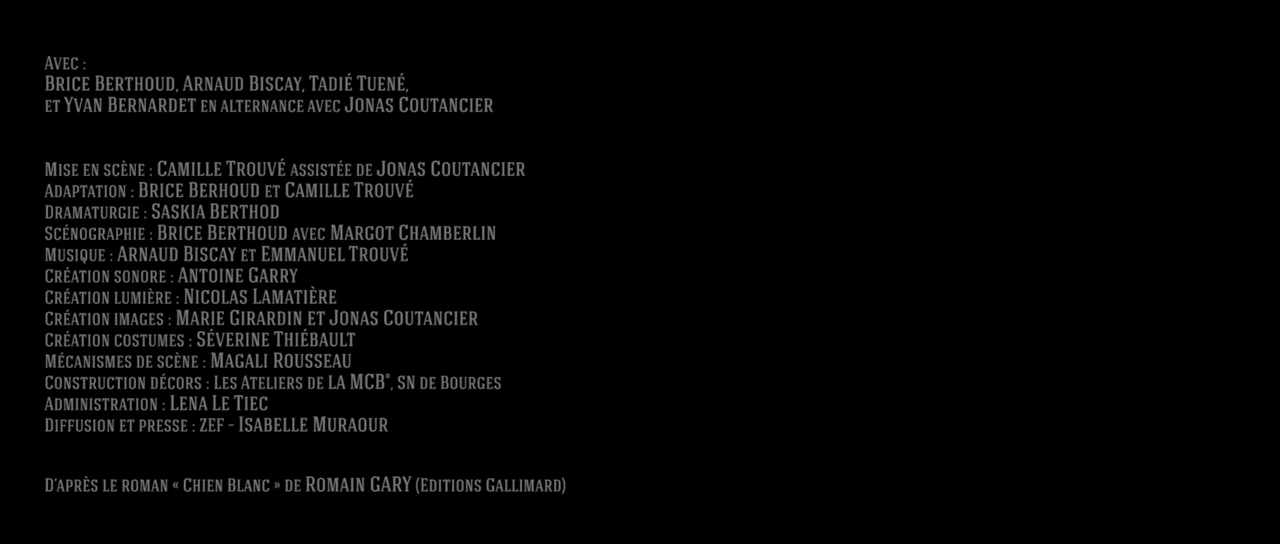 Avec :
Brice Berthoud, Arnaud Biscay, Tadié Tuené,
et Yvan Bernardet en alternance avec Jonas Coutancier
Mise en scène : Camille Trouvé assistée de Jonas Coutancier
Adaptation : Brice Berhoud et Camille Trouvé
Dramaturgie : Saskia Berthod
Scénographie : Brice Berthoud avec Margot Chamberlin
Musique : Arnaud Biscay et Emmanuel Trouvé
Création sonore : Antoine Garry
Création lumière : Nicolas Lamatière
Création images : Marie Girardin et Jonas Coutancier
Création costumes : Séverine Thiébault
Mécanismes de scène : Magali Rousseau
Construction décors : Les Ateliers de LA MCB°, SN de Bourges
Administration : Lena Le Tiec
Diffusion et presse : zef - Isabelle Muraour
D'après le roman « Chien Blanc » de Romain GARY (Editions Gallimard)